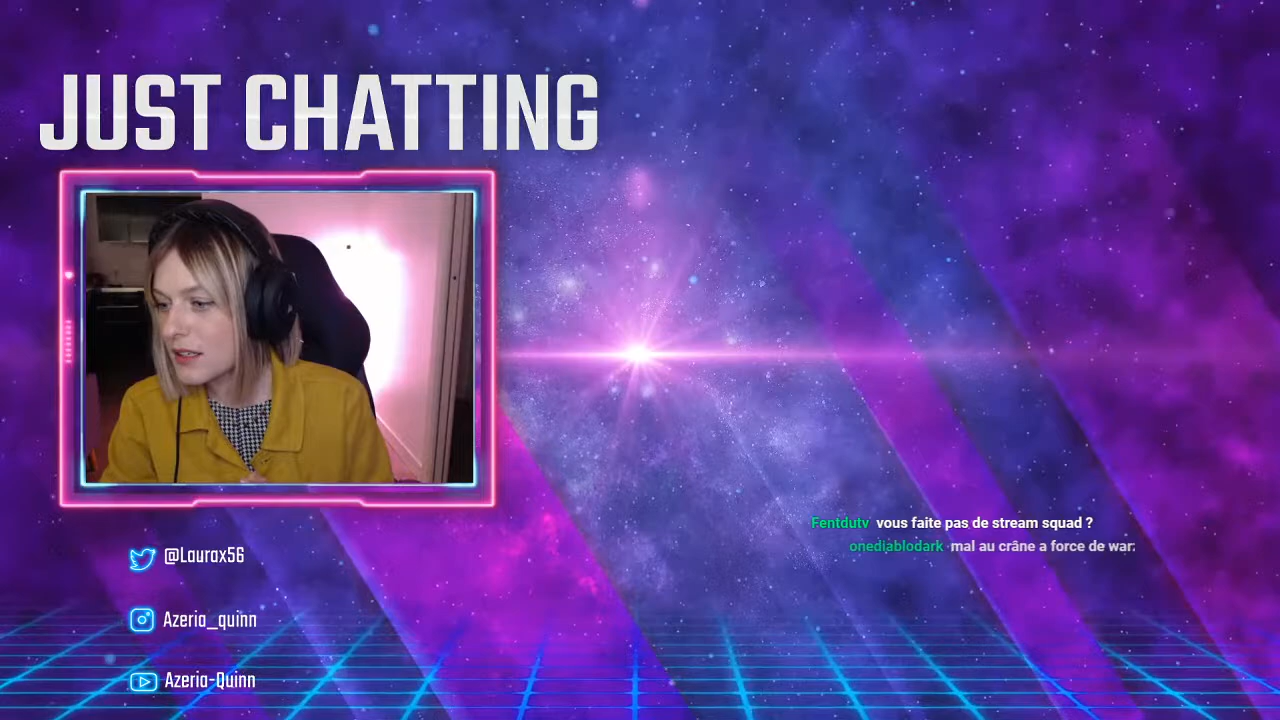 JUST CHATTING
Fentdutv vous faite pas de stream squad ?
onediablodark mal au crâne a force de war:
@Laurax56
Azeria_quinn
Azeria-Quinn